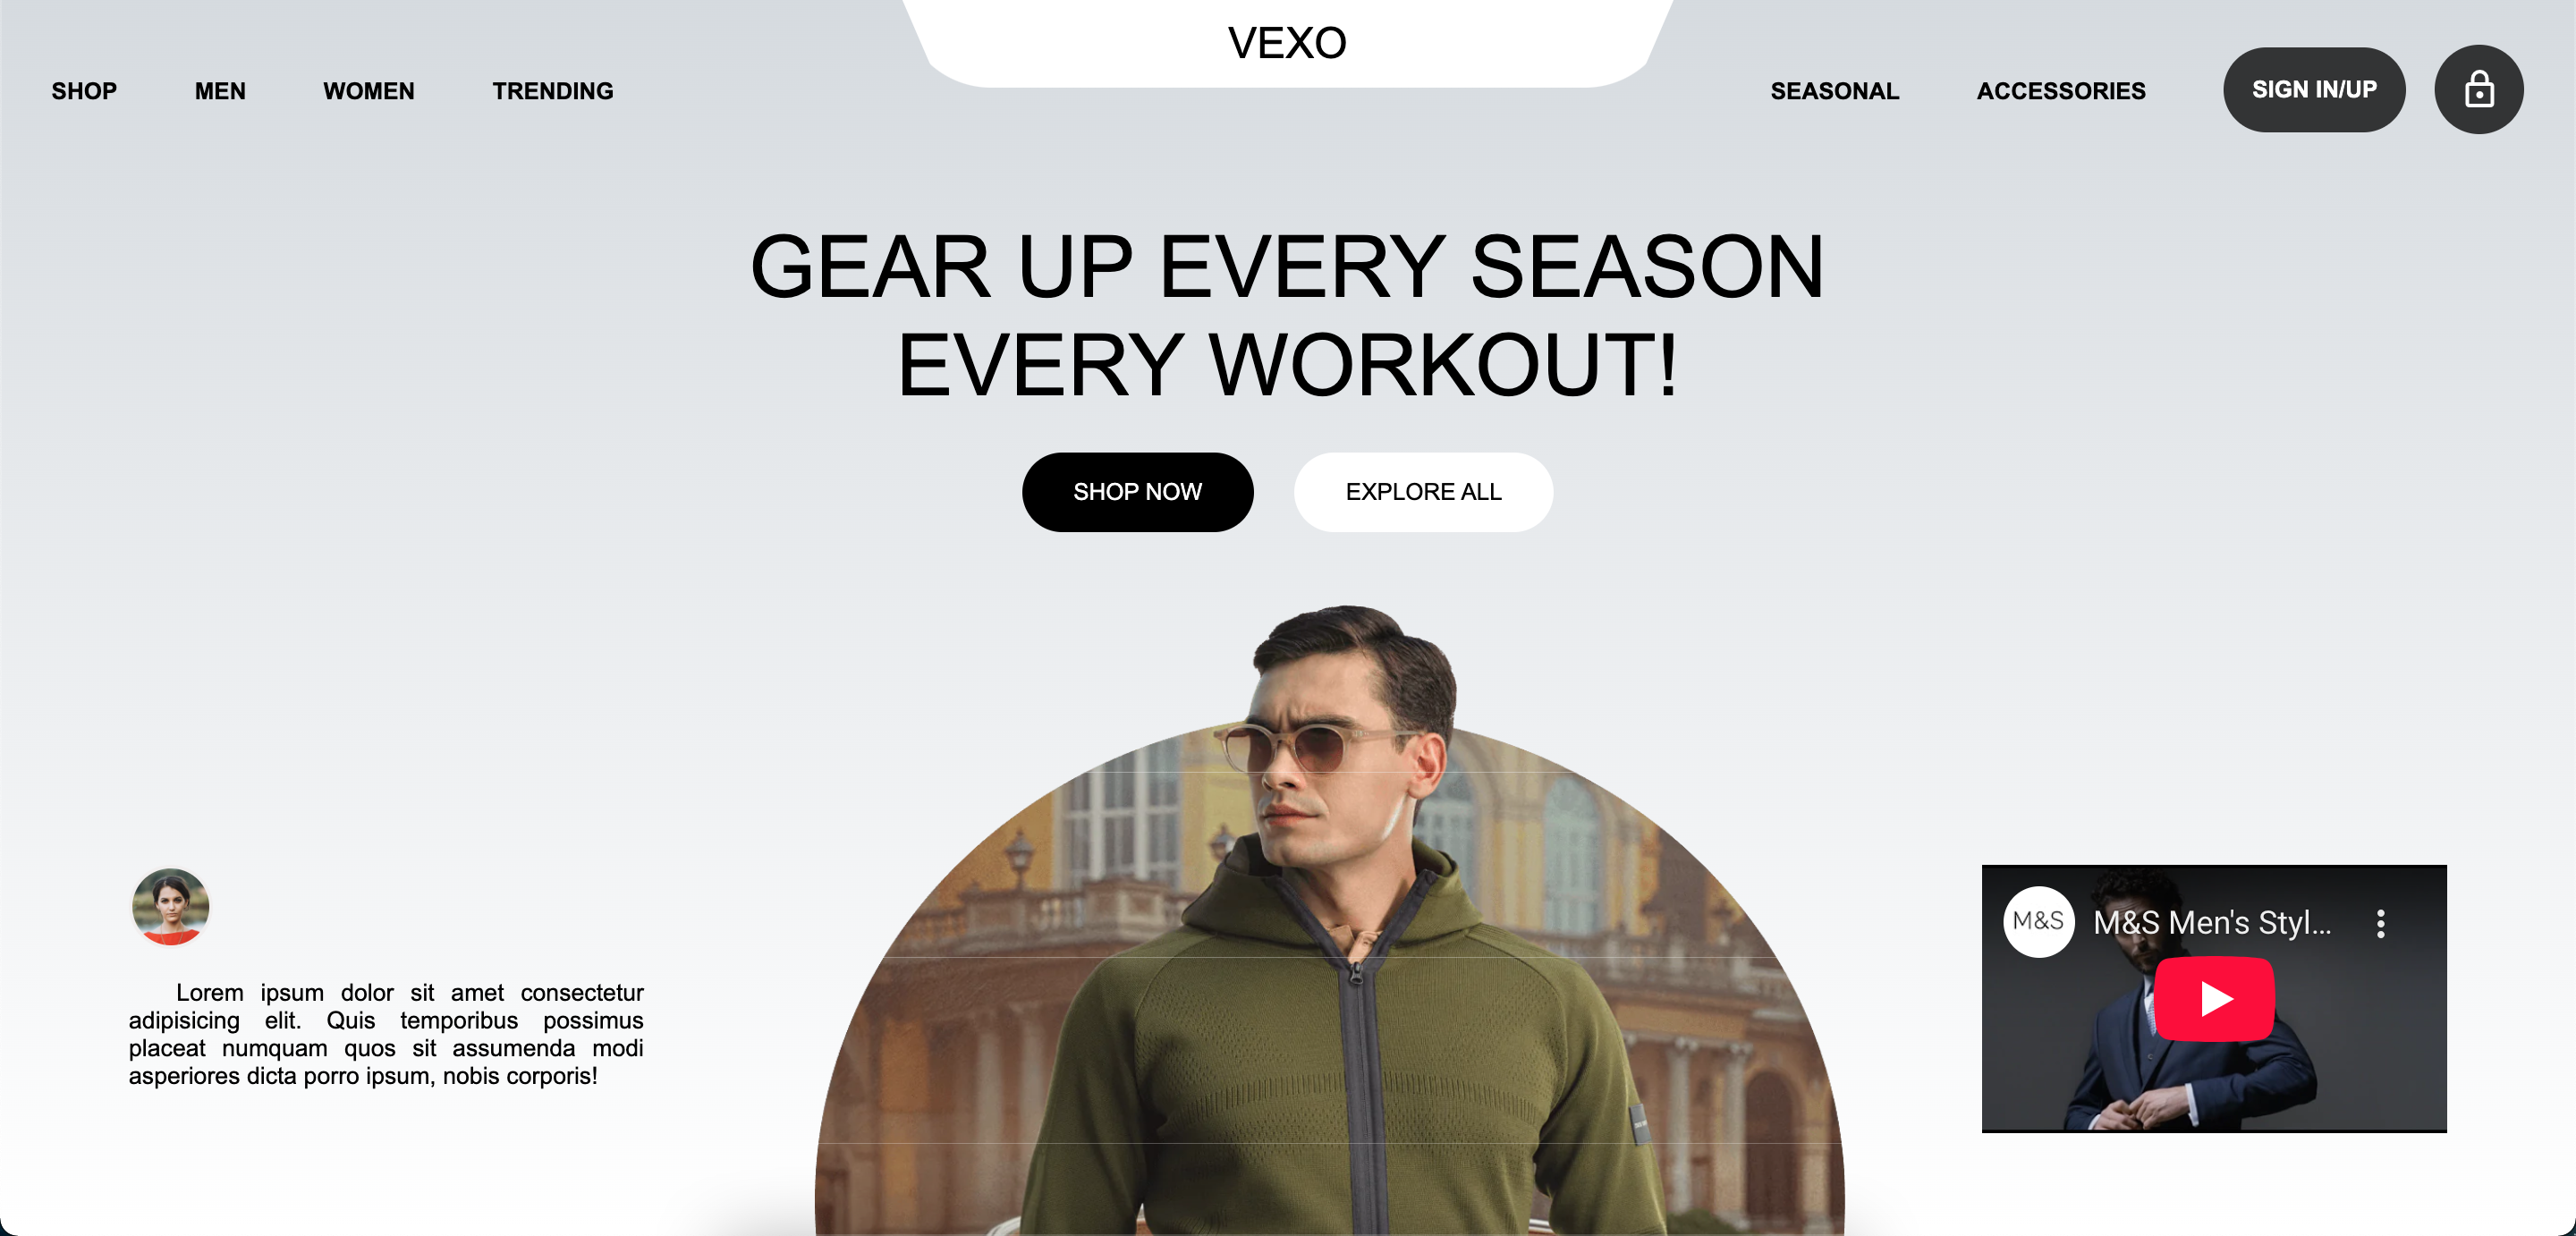 VEXO
SHOP MEN WOMEN TRENDING SEASONAL ACCESSORIES SIGN IN/UP
GEAR UP EVERY SEASON
EVERY WORKOUT!
SHOP NOW EXPLORE ALL
Lorem ipsum dolor sit amet consectetur
adipisicing elit. Quis temporibus possimus
placeat numquam quos sit assumenda modi
asperiores dicta porro ipsum, nobis corporis!
M&S M&S Men's Styl...